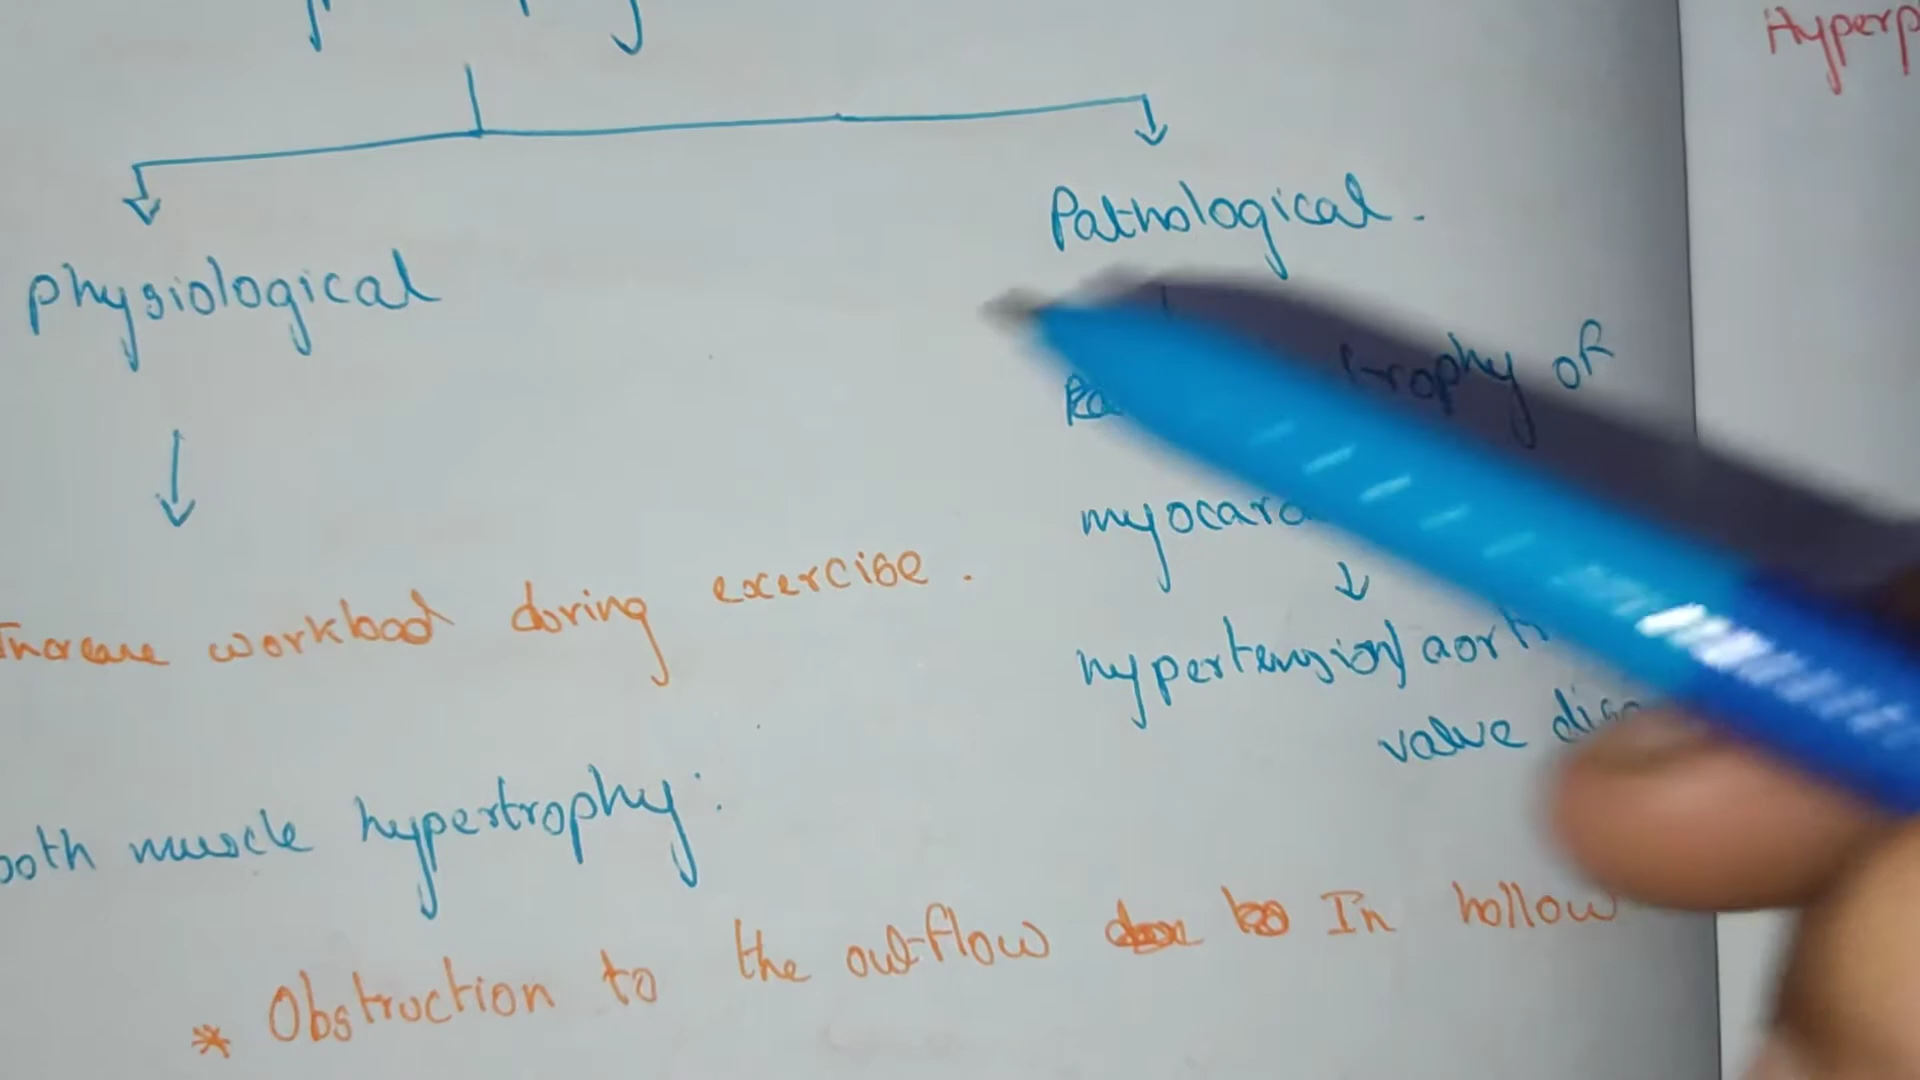 Hyperp
Pathological.
physiological
trophy of
myocard
Increase workload during exercise.
hypertension/aort
valve dise
ooth muscle hypertrophy:
* Obstruction to the outflow In hollow